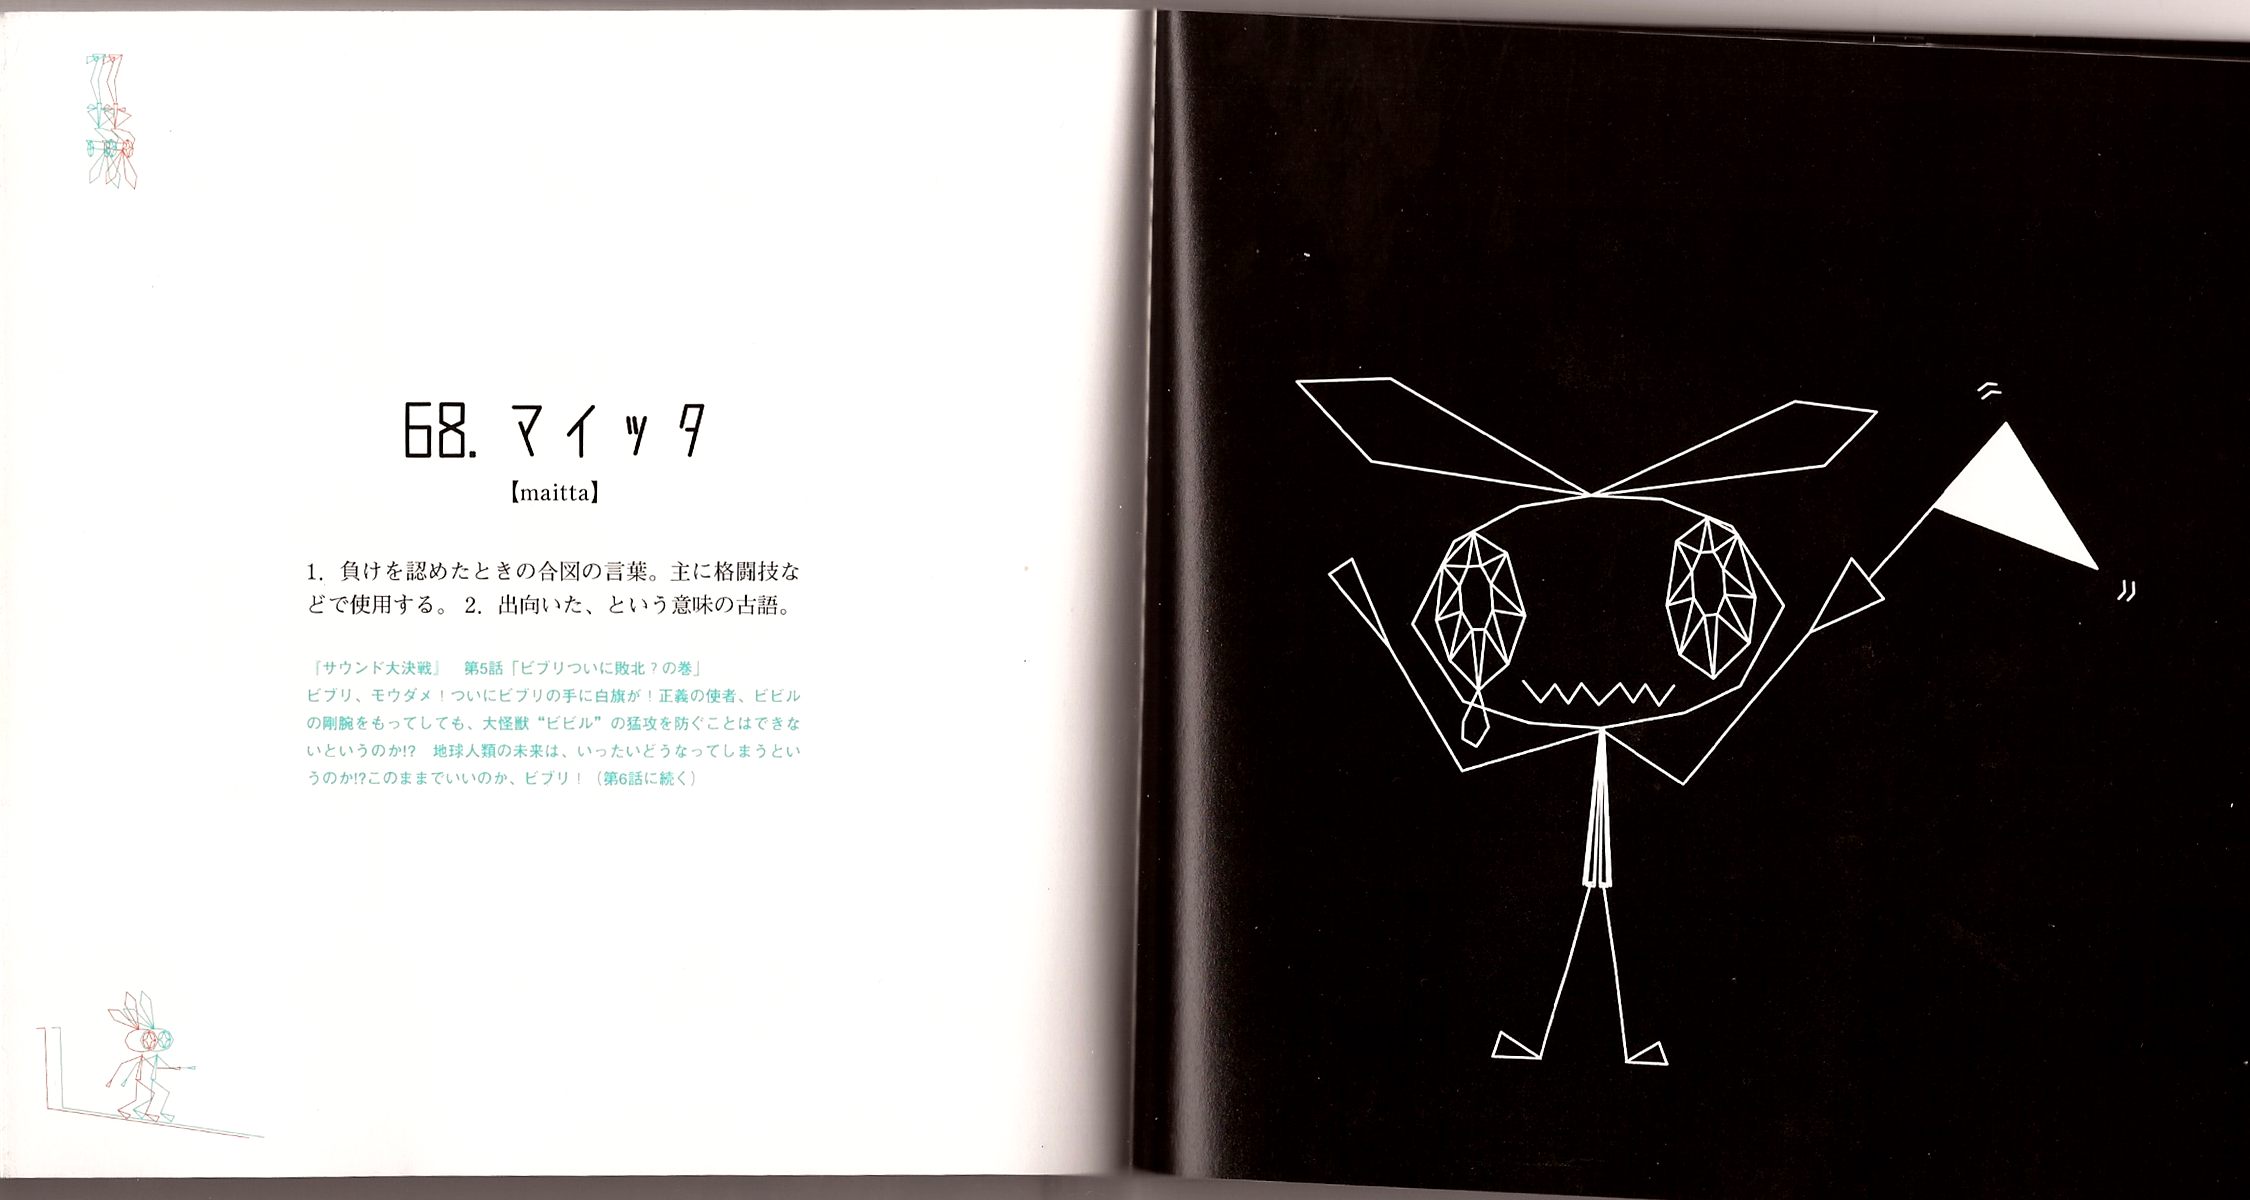 68. マイッタ
【maitta】
1. 負けを認めたときの合図の言葉。主に格闘技な
どで使用する。 2. 出向いた、という意味の古語。
『サウンド大決戦』　第5話「ビブリついに敗北？の巻」
ビブリ、モウダメ！ついにビブリの手に白旗が！正義の使者、ビビル
の剛腕をもってしても、大怪獣“ビビル”の猛攻を防ぐことはできな
いというのか!?　地球人類の未来は、いったいどうなってしまうとい
うのか!?このままでいいのか、ビブリ！（第6話に続く）